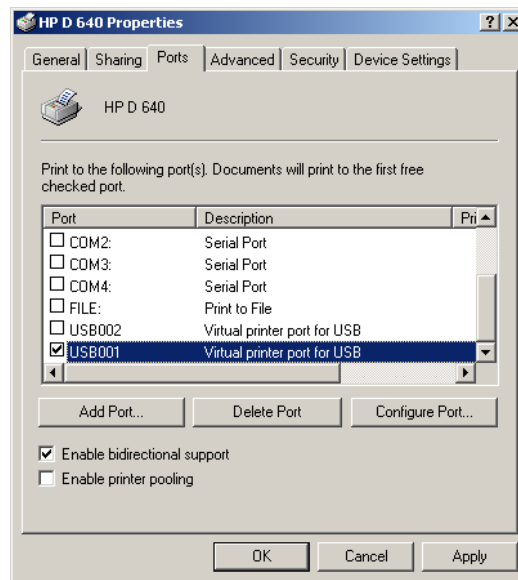 HP D 640 Properties
General Sharing Ports Advanced Security Device Settings
HP D 640
Print to the following port(s). Documents will print to the first free
checked port.
Port Description Pri
COM2: Serial Port
COM3: Serial Port
COM4: Serial Port
FILE: Print to File
USB002 Virtual printer port for USB
USB001 Virtual printer port for USB
Add Port... Delete Port Configure Port...
Enable bidirectional support
Enable printer pooling
OK Cancel Apply